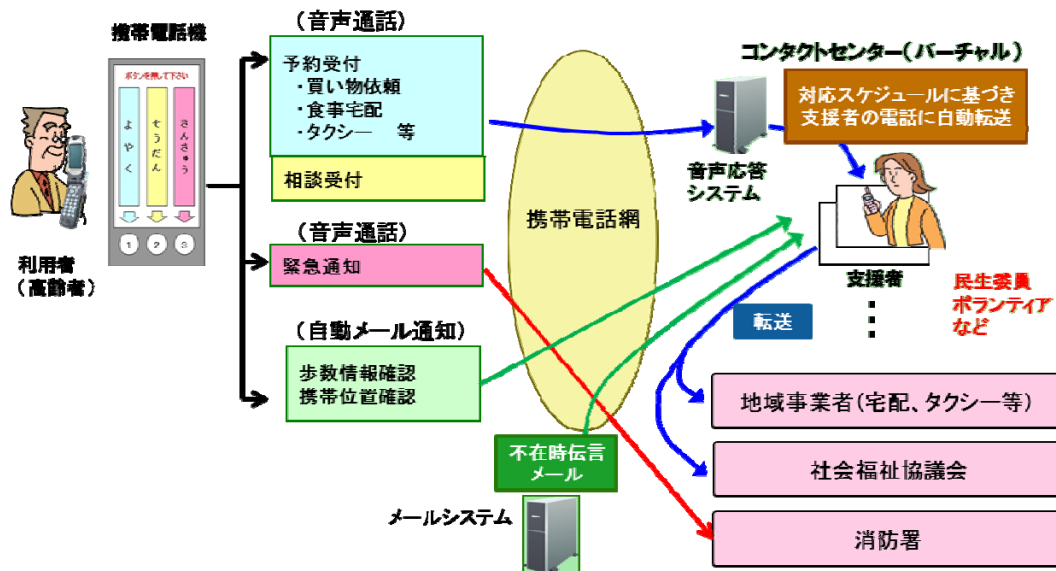 携帯電話機
ボタンを押して下さい
よやく
そうだん
きんきゅう
1
2
3
利用者
(高齢者)
(音声通話)
予約受付
・買い物依頼
・食事宅配
・タクシー 等
相談受付
(音声通話)
緊急通知
(自動メール通知)
歩数情報確認
携帯位置確認
携帯電話網
不在時伝言
メール
メールシステム
コンタクトセンター(バーチャル)
対応スケジュールに基づき
支援者の電話に自動転送
音声応答
システム
支援者
民生委員
ボランティア
など
転送
地域事業者(宅配、タクシー等)
社会福祉協議会
消防署